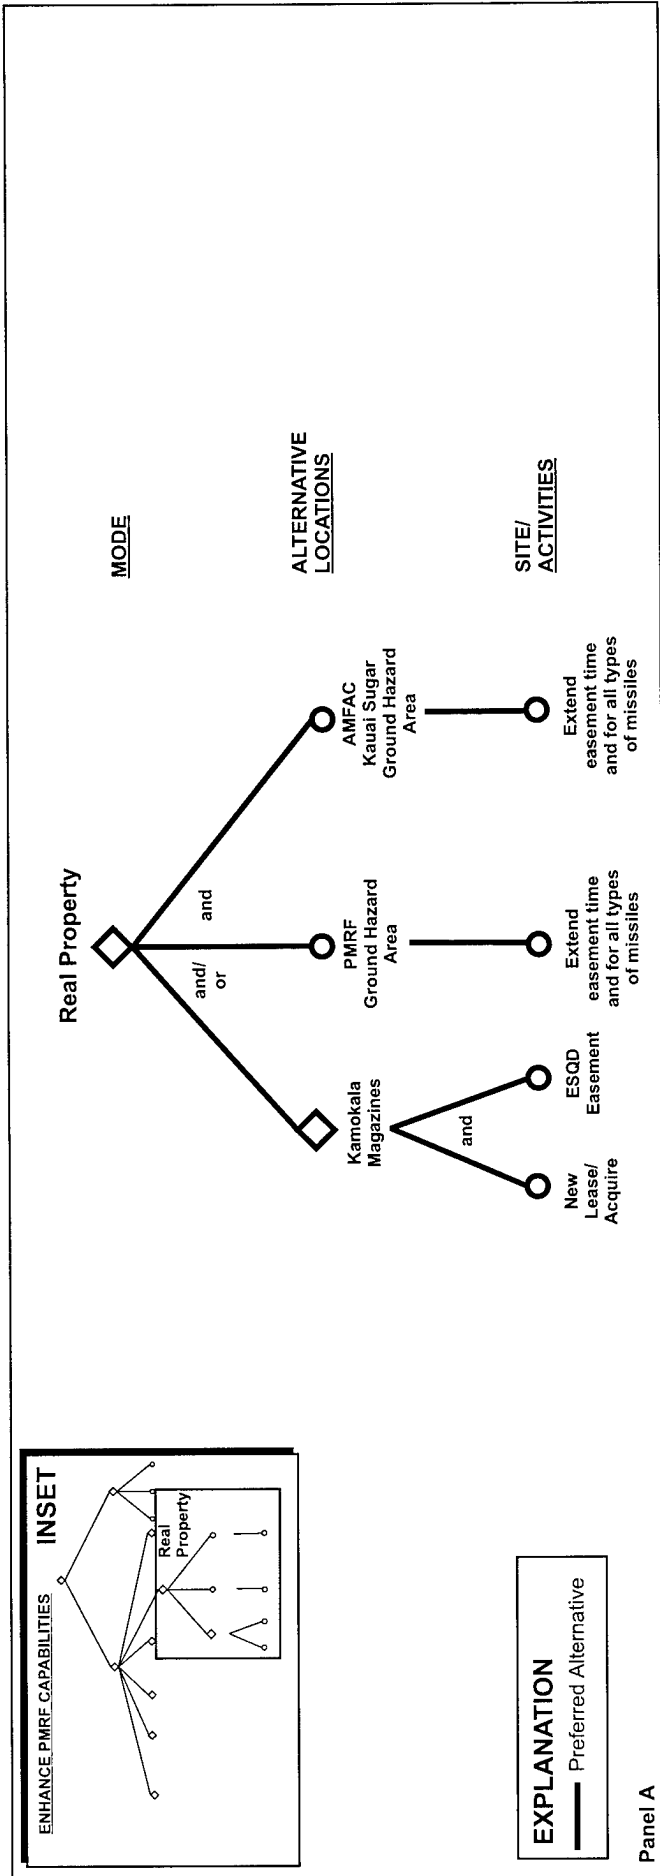 ENHANCE PMRF CAPABILITIES
INSET
Real
Property
Real Property
MODE
and/
or
and
Kamokala
Magazines
PMRF
Ground Hazard
Area
AMFAC
Kauai Sugar
Ground Hazard
Area
ALTERNATIVE
LOCATIONS
and
New
Lease/
Acquire
ESQD
Easement
Extend
easement time
and for all types
of missiles
Extend
easement time
and for all types
of missiles
SITE/
ACTIVITIES
EXPLANATION
Preferred Alternative
Panel A